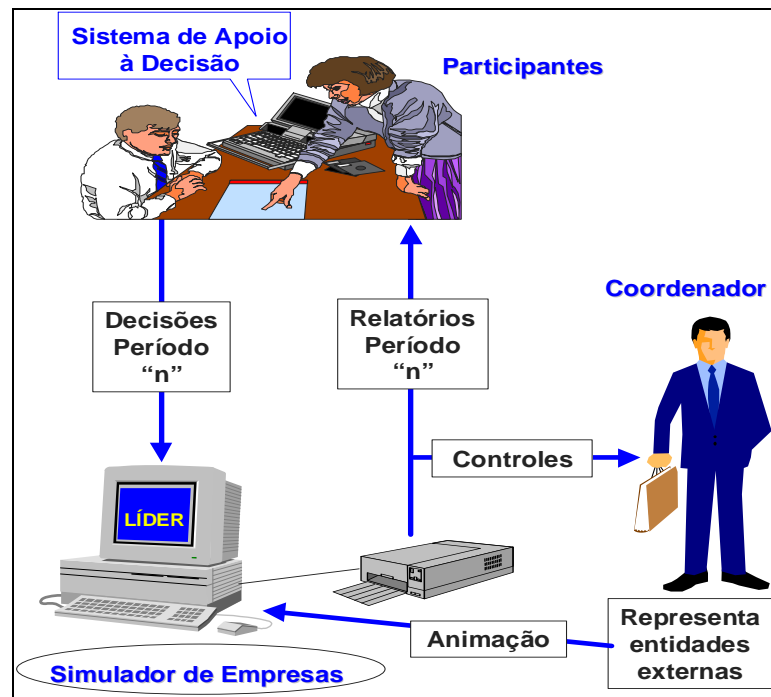 Sistema de Apoio
à Decisão
Participantes
Coordenador
Decisões
Período
“n”
Relatórios
Período
“n”
Controles
LÍDER
Animação
Representa
entidades
externas
Simulador de Empresas